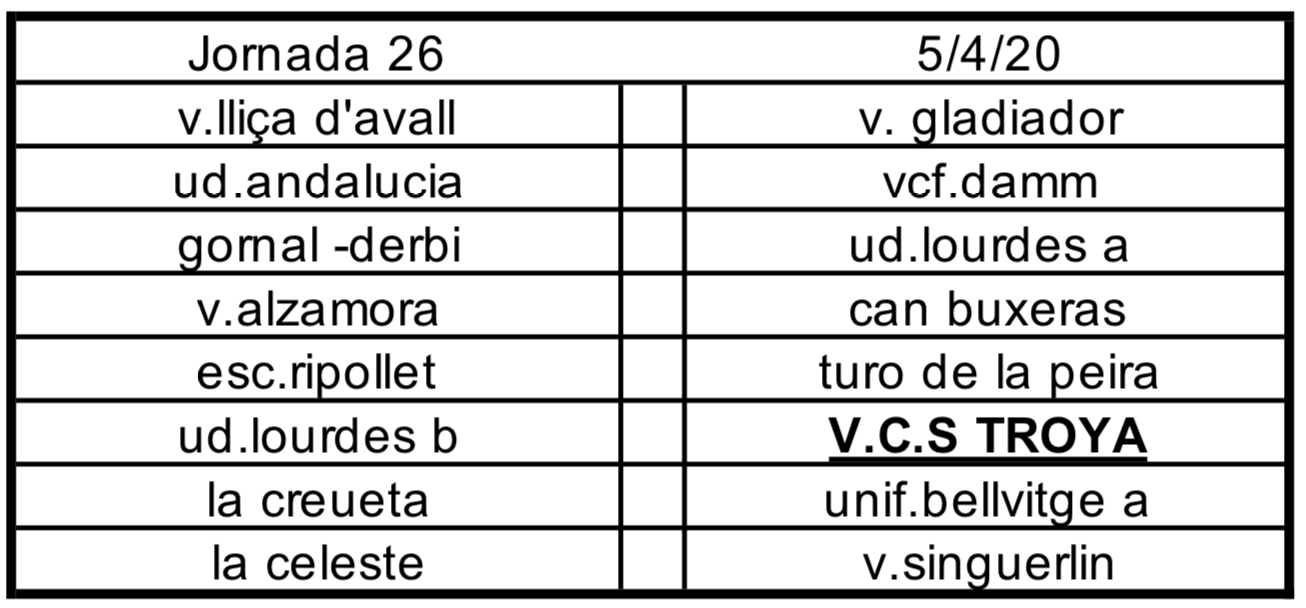 Jornada 26 5/4/20
v.lliça d'avall v. gladiador
ud.andalucia vcf.damm
gornal -derbi ud.lourdes a
v.alzamora can buxeras
esc.ripollet turo de la peira
ud.lourdes b V.C.S TROYA
la creueta unif.bellvitge a
la celeste v.singuerlin